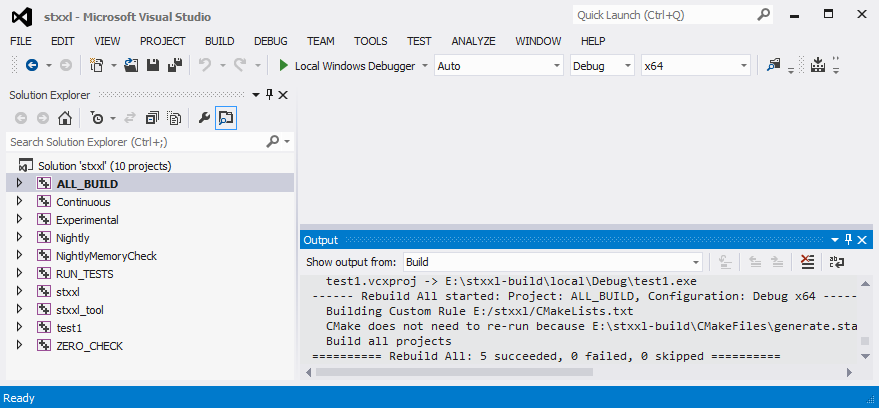 stxxl - Microsoft Visual Studio
Quick Launch (Ctrl+Q)
FILE EDIT VIEW PROJECT BUILD DEBUG TEAM TOOLS TEST ANALYZE WINDOW HELP
Local Windows Debugger Auto Debug x64
Solution Explorer
Search Solution Explorer (Ctrl+;)
Solution 'stxxl' (10 projects)
ALL_BUILD
Continuous
Experimental
Nightly
NightlyMemoryCheck
RUN_TESTS
stxxl
stxxl_tool
test1
ZERO_CHECK
Output
Show output from: Build
test1.vcxproj -> E:\stxxl-build\local\Debug\test1.exe
------ Rebuild All started: Project: ALL_BUILD, Configuration: Debug x64 -----
Building Custom Rule E:/stxxl/CMakeLists.txt
CMake does not need to re-run because E:\stxxl-build\CMakeFiles\generate.sta
Build all projects
========== Rebuild All: 5 succeeded, 0 failed, 0 skipped ==========
Ready